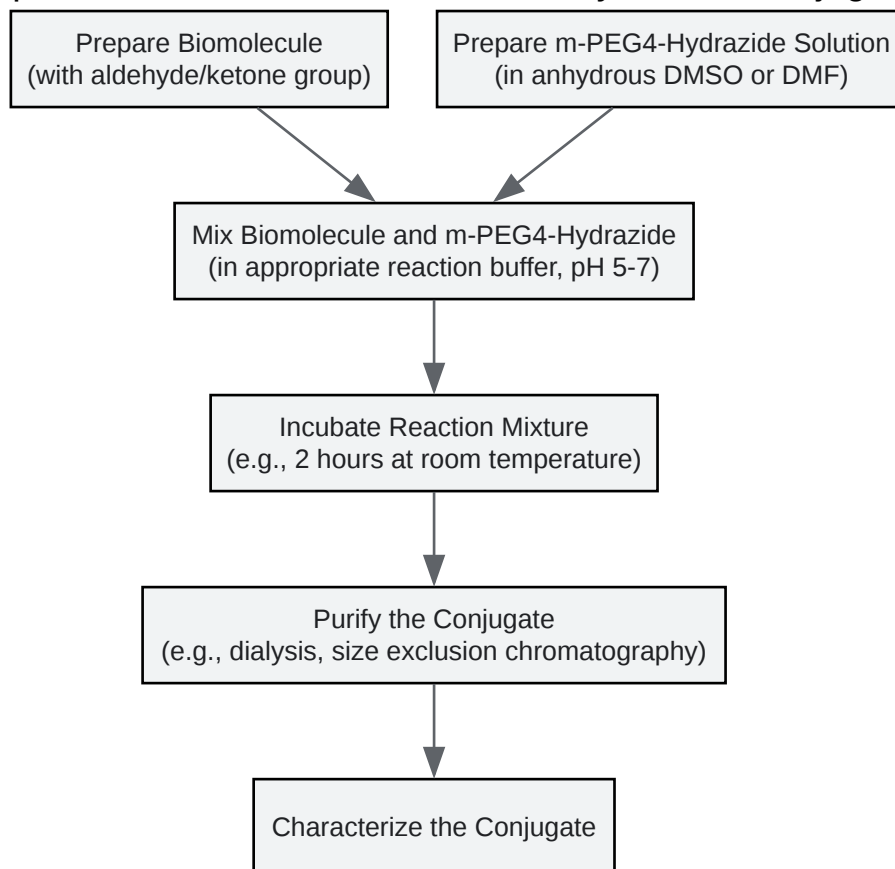 Prepare Biomolecule
(with aldehyde/ketone group)
Prepare m-PEG4-Hydrazide Solution
(in anhydrous DMSO or DMF)
Mix Biomolecule and m-PEG4-Hydrazide
(in appropriate reaction buffer, pH 5-7)
Incubate Reaction Mixture
(e.g., 2 hours at room temperature)
Purify the Conjugate
(e.g., dialysis, size exclusion chromatography)
Characterize the Conjugate